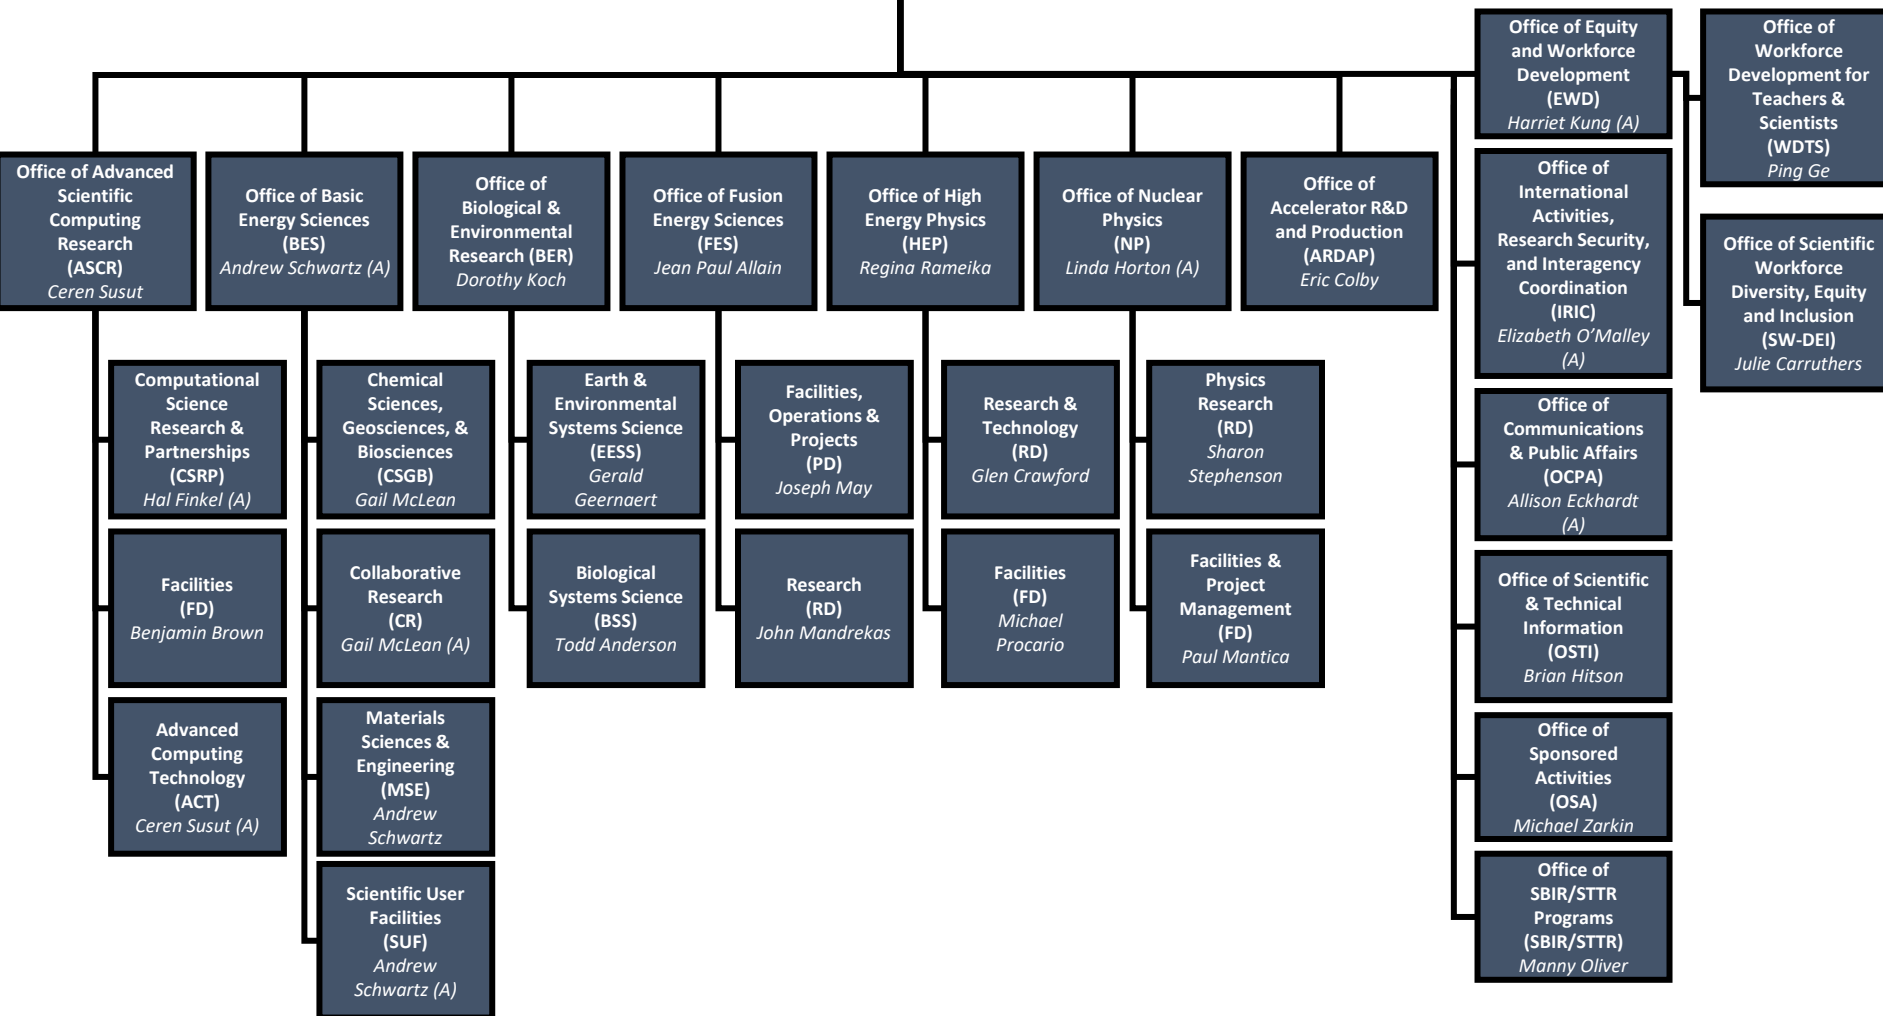 Office of Equity
and Workforce
Development
(EWD)
Harriet Kung (A)
Office of
Workforce
Development for
Teachers &
Scientists
(WDTS)
Ping Ge
Office of Advanced
Scientific
Computing
Research
(ASCR)
Ceren Susut
Office of Basic
Energy Sciences
(BES)
Andrew Schwartz (A)
Office of
Biological &
Environmental
Research (BER)
Dorothy Koch
Office of Fusion
Energy Sciences
(FES)
Jean Paul Allain
Office of High
Energy Physics
(HEP)
Regina Rameika
Office of Nuclear
Physics
(NP)
Linda Horton (A)
Office of
Accelerator R&D
and Production
(ARDAP)
Eric Colby
Office of
International
Activities,
Research Security,
and Interagency
Coordination
(IRIC)
Elizabeth O’Malley
(A)
Office of Scientific
Workforce
Diversity, Equity
and Inclusion
(SW-DEI)
Julie Carruthers
Computational
Science
Research &
Partnerships
(CSRP)
Hal Finkel (A)
Chemical
Sciences,
Geosciences, &
Biosciences
(CSGB)
Gail McLean
Earth &
Environmental
Systems Science
(EESS)
Gerald
Geernaert
Facilities,
Operations &
Projects
(PD)
Joseph May
Research &
Technology
(RD)
Glen Crawford
Physics
Research
(RD)
Sharon
Stephenson
Office of
Communications
& Public Affairs
(OCPA)
Allison Eckhardt
(A)
Facilities
(FD)
Benjamin Brown
Collaborative
Research
(CR)
Gail McLean (A)
Biological
Systems Science
(BSS)
Todd Anderson
Research
(RD)
John Mandrekas
Facilities
(FD)
Michael
Procario
Facilities &
Project
Management
(FD)
Paul Mantica
Office of Scientific
& Technical
Information
(OSTI)
Brian Hitson
Advanced
Computing
Technology
(ACT)
Ceren Susut (A)
Materials
Sciences &
Engineering
(MSE)
Andrew
Schwartz
Office of
Sponsored
Activities
(OSA)
Michael Zarkin
Scientific User
Facilities
(SUF)
Andrew
Schwartz (A)
Office of
SBIR/STTR
Programs
(SBIR/STTR)
Manny Oliver